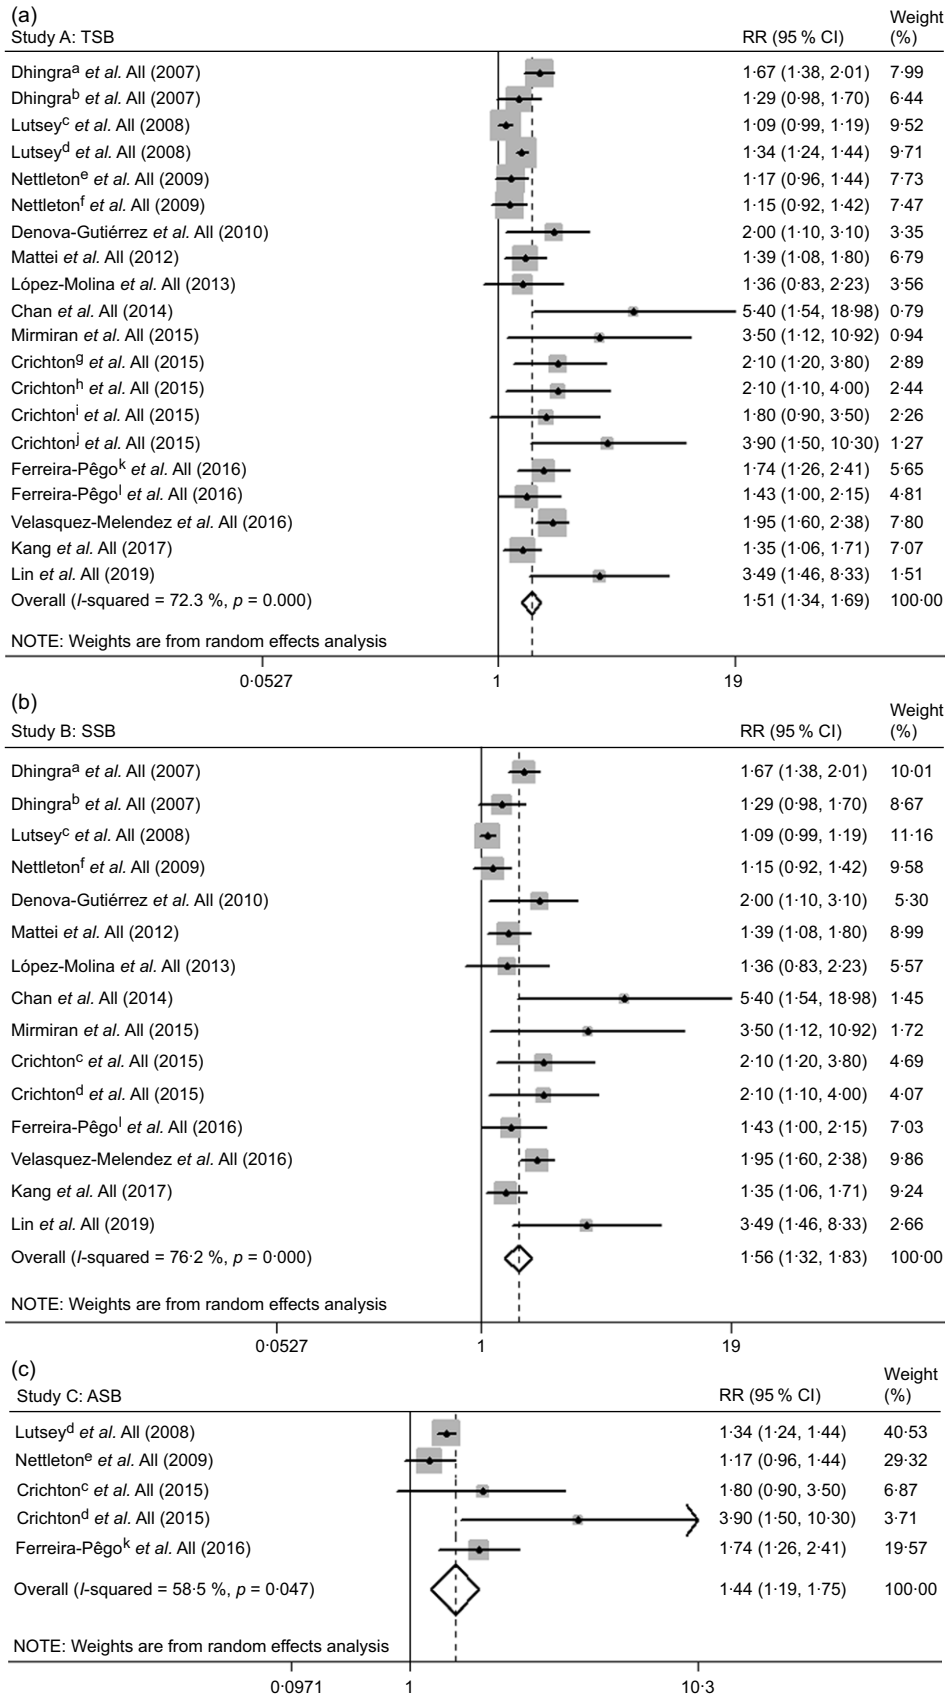 (a)
Weight
Study A: TSB RR (95 % CI) (%)
Dhingraᵃ et al. All (2007) 1·67 (1·38, 2·01) 7·99
Dhingraᵇ et al. All (2007) 1·29 (0·98, 1·70) 6·44
Lutseyᶜ et al. All (2008) 1·09 (0·99, 1·19) 9·52
Lutseyᵈ et al. All (2008) 1·34 (1·24, 1·44) 9·71
Nettletonᵉ et al. All (2009) 1·17 (0·96, 1·44) 7·73
Nettletonᶠ et al. All (2009) 1·15 (0·92, 1·42) 7·47
Denova-Gutiérrez et al. All (2010) 2·00 (1·10, 3·10) 3·35
Mattei et al. All (2012) 1·39 (1·08, 1·80) 6·79
López-Molina et al. All (2013) 1·36 (0·83, 2·23) 3·56
Chan et al. All (2014) 5·40 (1·54, 18·98) 0·79
Mirmiran et al. All (2015) 3·50 (1·12, 10·92) 0·94
Crichtonᵍ et al. All (2015) 2·10 (1·20, 3·80) 2·89
Crichtonʰ et al. All (2015) 2·10 (1·10, 4·00) 2·44
Crichtonⁱ et al. All (2015) 1·80 (0·90, 3·50) 2·26
Crichtonʲ et al. All (2015) 3·90 (1·50, 10·30) 1·27
Ferreira-Pêgoᵏ et al. All (2016) 1·74 (1·26, 2·41) 5·65
Ferreira-Pêgoˡ et al. All (2016) 1·43 (1·00, 2·15) 4·81
Velasquez-Melendez et al. All (2016) 1·95 (1·60, 2·38) 7·80
Kang et al. All (2017) 1·35 (1·06, 1·71) 7·07
Lin et al. All (2019) 3·49 (1·46, 8·33) 1·51
Overall (I-squared = 72.3 %, p = 0.000) 1·51 (1·34, 1·69) 100·00
NOTE: Weights are from random effects analysis
0·0527 1 19
(b)
Weight
Study B: SSB RR (95 % CI) (%)
Dhingraᵃ et al. All (2007) 1·67 (1·38, 2·01) 10·01
Dhingraᵇ et al. All (2007) 1·29 (0·98, 1·70) 8·67
Lutseyᶜ et al. All (2008) 1·09 (0·99, 1·19) 11·16
Nettletonᶠ et al. All (2009) 1·15 (0·92, 1·42) 9·58
Denova-Gutiérrez et al. All (2010) 2·00 (1·10, 3·10) 5·30
Mattei et al. All (2012) 1·39 (1·08, 1·80) 8·99
López-Molina et al. All (2013) 1·36 (0·83, 2·23) 5·57
Chan et al. All (2014) 5·40 (1·54, 18·98) 1·45
Mirmiran et al. All (2015) 3·50 (1·12, 10·92) 1·72
Crichtonᶜ et al. All (2015) 2·10 (1·20, 3·80) 4·69
Crichtonᵈ et al. All (2015) 2·10 (1·10, 4·00) 4·07
Ferreira-Pêgoˡ et al. All (2016) 1·43 (1·00, 2·15) 7·03
Velasquez-Melendez et al. All (2016) 1·95 (1·60, 2·38) 9·86
Kang et al. All (2017) 1·35 (1·06, 1·71) 9·24
Lin et al. All (2019) 3·49 (1·46, 8·33) 2·66
Overall (I-squared = 76·2 %, p = 0·000) 1·56 (1·32, 1·83) 100·00
NOTE: Weights are from random effects analysis
0·0527 1 19
(c)
Weight
Study C: ASB RR (95 % CI) (%)
Lutseyᵈ et al. All (2008) 1·34 (1·24, 1·44) 40·53
Nettletonᵉ et al. All (2009) 1·17 (0·96, 1·44) 29·32
Crichtonᶜ et al. All (2015) 1·80 (0·90, 3·50) 6·87
Crichtonᵈ et al. All (2015) 3·90 (1·50, 10·30) 3·71
Ferreira-Pêgoᵏ et al. All (2016) 1·74 (1·26, 2·41) 19·57
Overall (I-squared = 58·5 %, p = 0·047) 1·44 (1·19, 1·75) 100·00
NOTE: Weights are from random effects analysis
0·0971 1 10·3